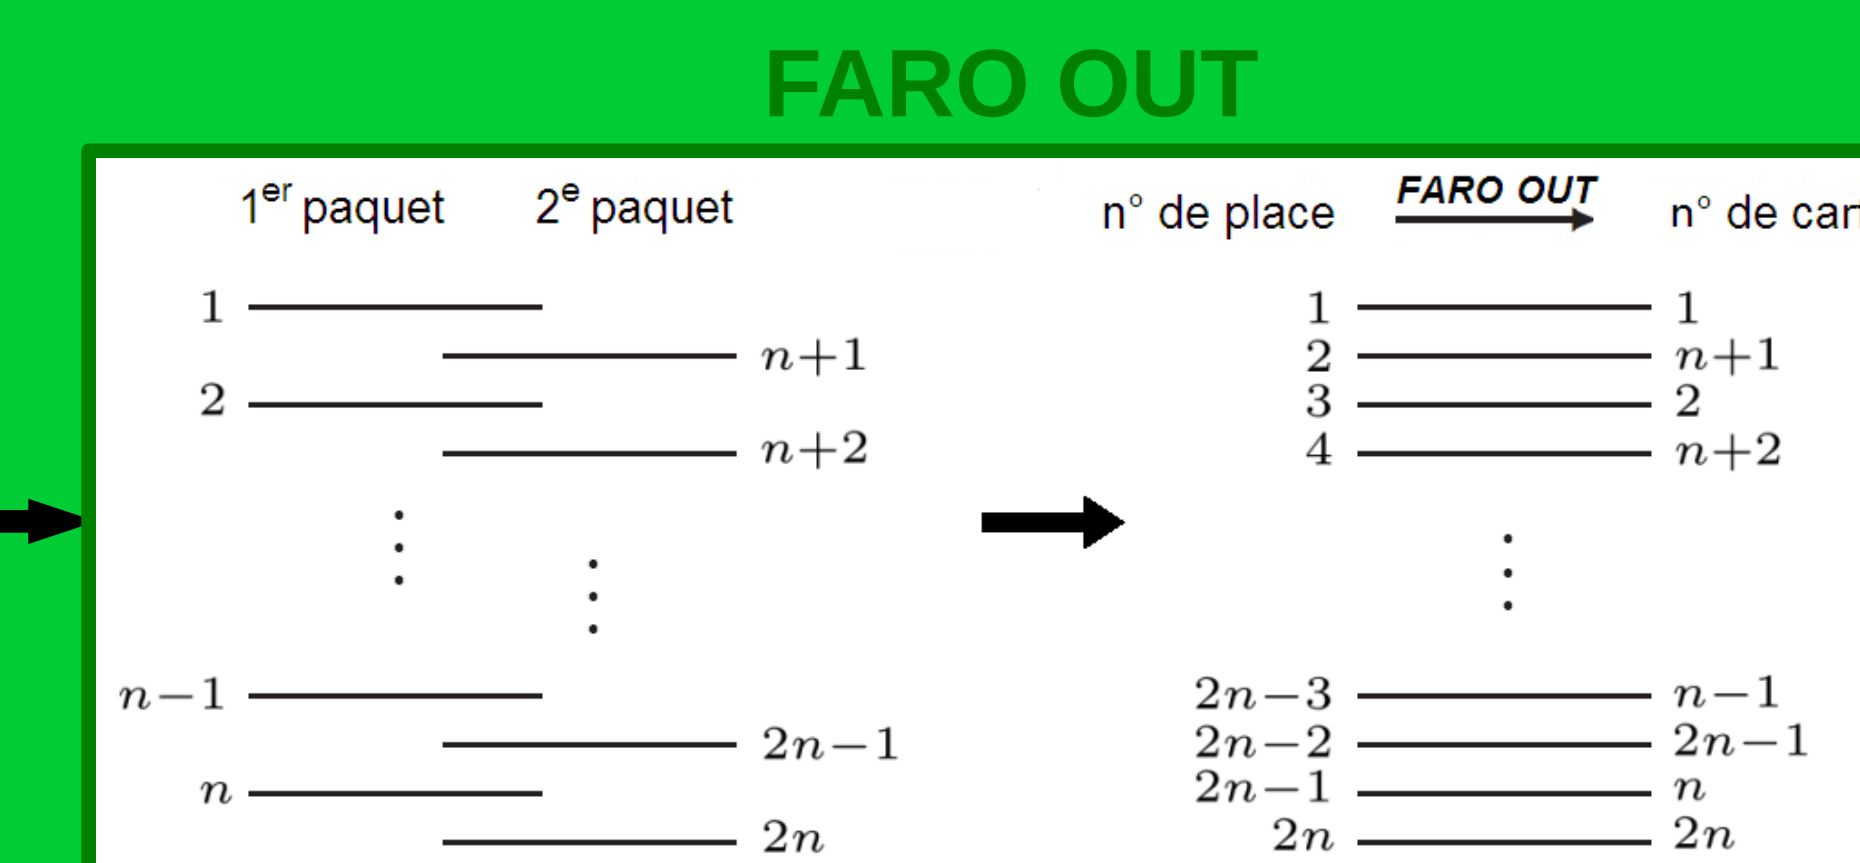 FARO OUT
1er paquet 2e paquet
n° de place FARO OUT
n° de
1
n+1
2
n+2
n−1
2n−1
n
2n
1 1
2 n+1
3 2
4 n+2
2n−3 n−1
2n−2 2n−1
2n−1 n
2n 2n